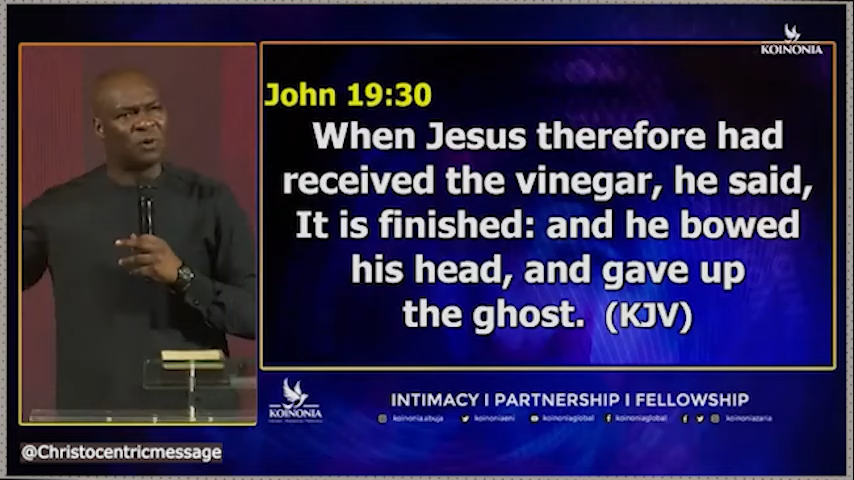 KOINONIA
John 19:30
When Jesus therefore had
received the vinegar, he said,
It is finished: and he bowed
his head, and gave up
the ghost. (KJV)
KOINONIA
INTIMACY I PARTNERSHIP I FELLOWSHIP
koinonia.abuja koinoniaeni koinoniaglobal koinoniaglobal koinoniazaria
@Christocentricmessage